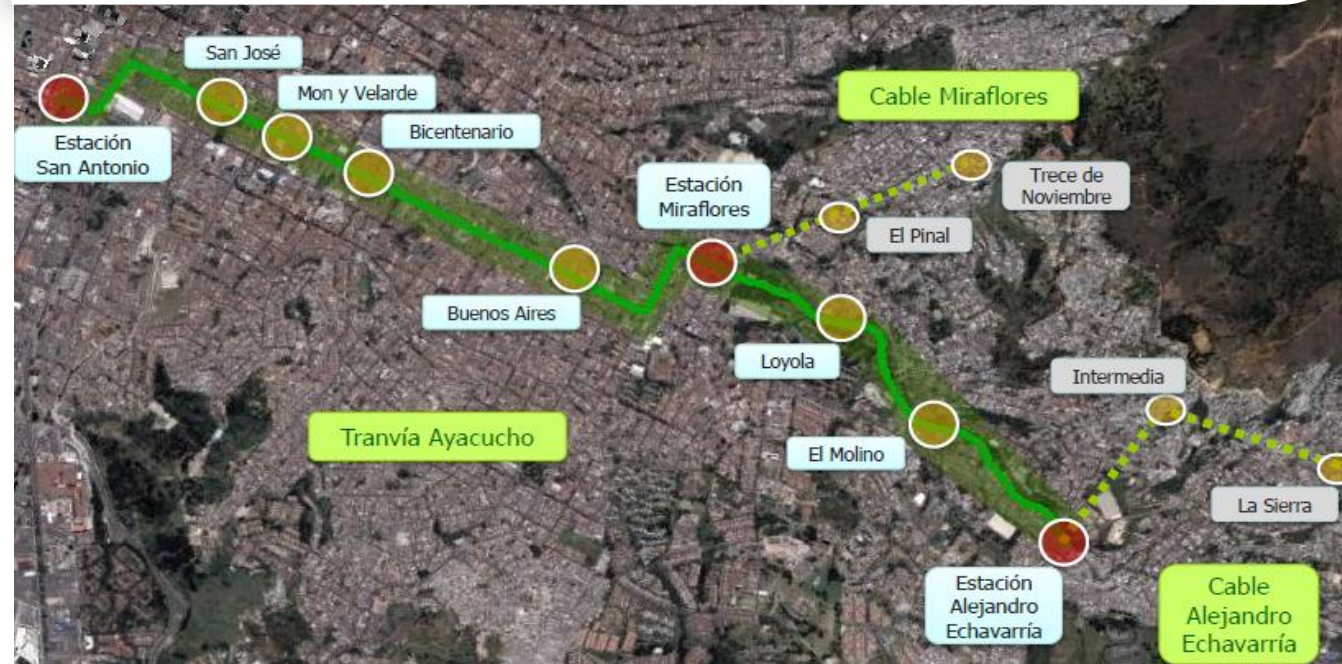 San José
Mon y Velarde
Bicentenario
Estación
San Antonio
Cable Miraflores
Estación
Miraflores
Trece de
Noviembre
El Pinal
Buenos Aires
Loyola
Intermedia
Tranvía Ayacucho
El Molino
La Sierra
Estación
Alejandro
Echavarría
Cable
Alejandro
Echavarría